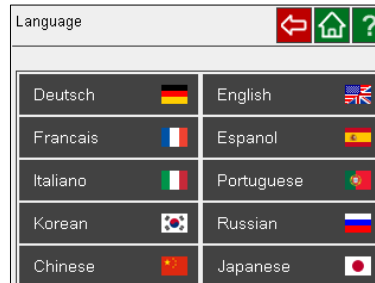 Language
?
Deutsch English
Francais Espanol
Italiano Portuguese
Korean Russian
Chinese Japanese